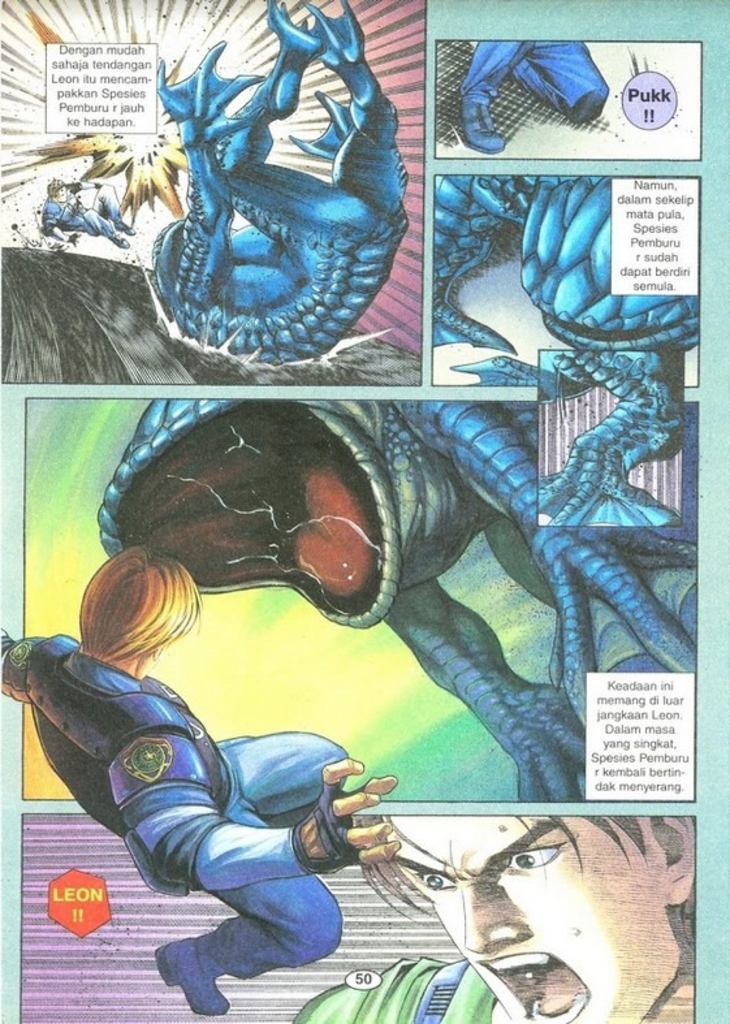 Dengan mudah
sahaja tendangan
Leon itu mencam-
pakkan Spesies
Pemburu r jauh
ke hadapan.
Pukk
!!
Namun,
dalam sekelip
mata pula,
Spesies
Pemburu
r sudah
dapat berdiri
semula.
Keadaan ini
memang di luar
jangkaan Leon.
Dalam masa
yang singkat,
Spesies Pemburu
r kembali bertin-
dak menyerang.
LEON
!!
50